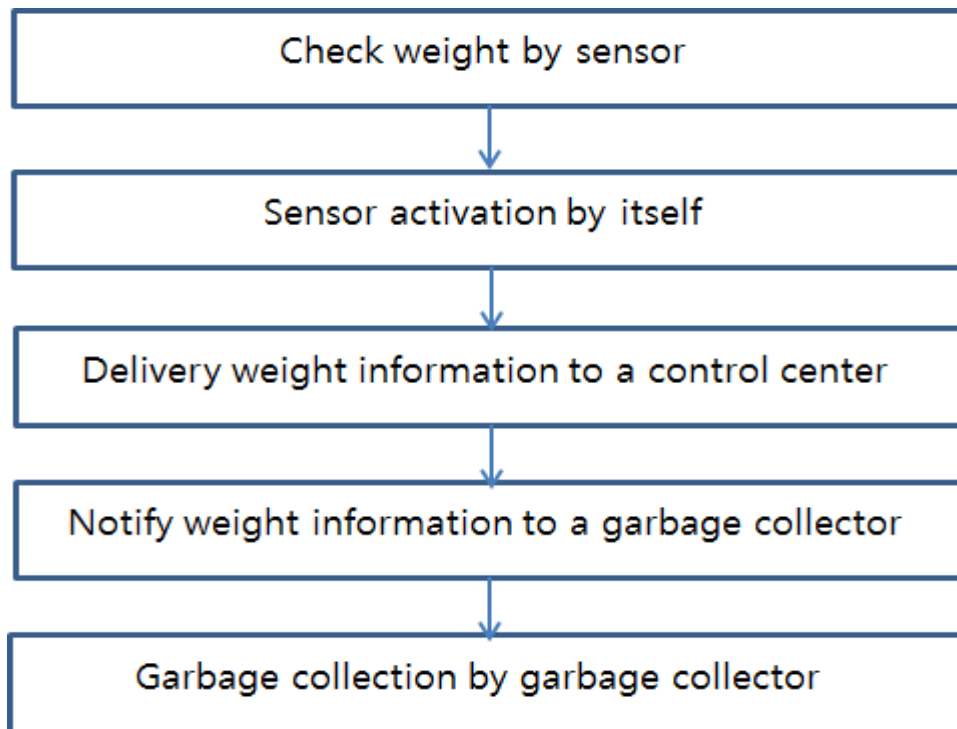 Check weight by sensor
Sensor activation by itself
Delivery weight information to a control center
Notify weight information to a garbage collector
Garbage collection by garbage collector